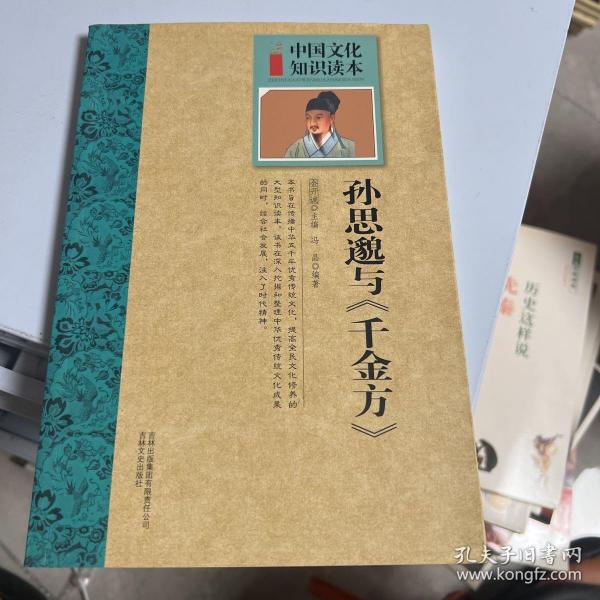 中国文化
知识读本
孙思邈与《千金方》
金开诚◎主编 冯晶◎编著
本书旨在传播中华五千年优秀传统文化，提高全民文化修养的
大型知识读本。该书在深入挖掘和整理中华优秀传统文化成果
的同时，结合社会发展，注入了时代精神。
吉林出版集团有限责任公司
吉林文史出版社
历史这样说
先秦
孔夫子旧书网
www.kongfz.com